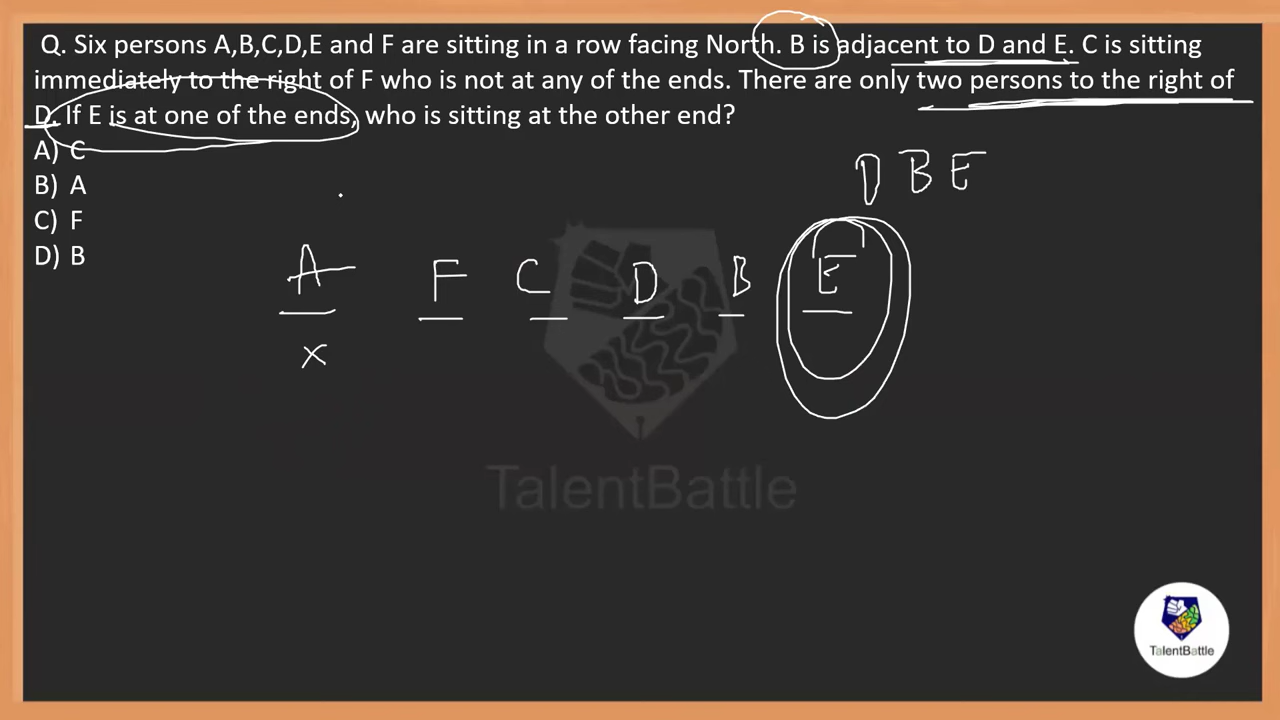 Q. Six persons A,B,C,D,E and F are sitting in a row facing North. B is adjacent to D and E. C is sitting
immediately to the right of F who is not at any of the ends. There are only two persons to the right of
D. If E is at one of the ends, who is sitting at the other end?
A) C
B) A
C) F
D) B
D B E
A F C D B E
x
TalentBattle
TalentBattle